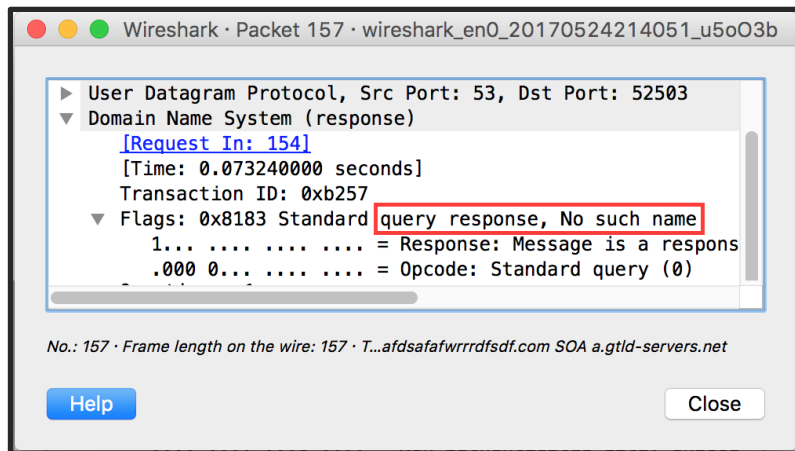 Wireshark · Packet 157 · wireshark_en0_20170524214051_u5oO3b
User Datagram Protocol, Src Port: 53, Dst Port: 52503
Domain Name System (response)
[Request In: 154]
[Time: 0.073240000 seconds]
Transaction ID: 0xb257
Flags: 0x8183 Standard query response, No such name
1... .... .... .... = Response: Message is a respons
.000 0... .... .... = Opcode: Standard query (0)
No.: 157 · Frame length on the wire: 157 · T...afdsafafwrrrdfsdf.com SOA a.gtld-servers.net
Help
Close